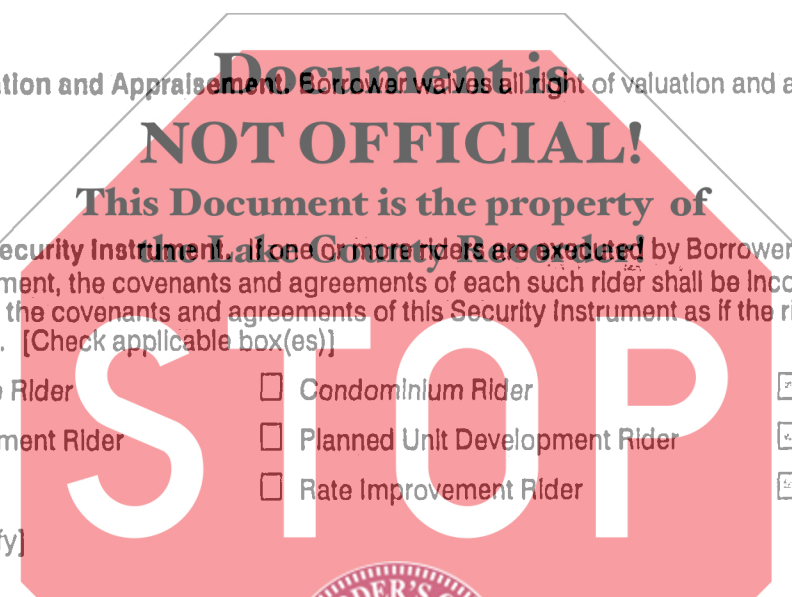 Document is
tion and Appraisement. Borrower waives all right of valuation and a
NOT OFFICIAL!
This Document is the property of
the Lake County Recorder!
ecurity Instrument. If one or more riders are executed by Borrower
ment, the covenants and agreements of each such rider shall be inco
the covenants and agreements of this Security Instrument as if the ri
. [Check applicable box(es)]
Rider
Condominium Rider
ment Rider
Planned Unit Development Rider
Rate Improvement Rider
fy]
STOP
DER'S